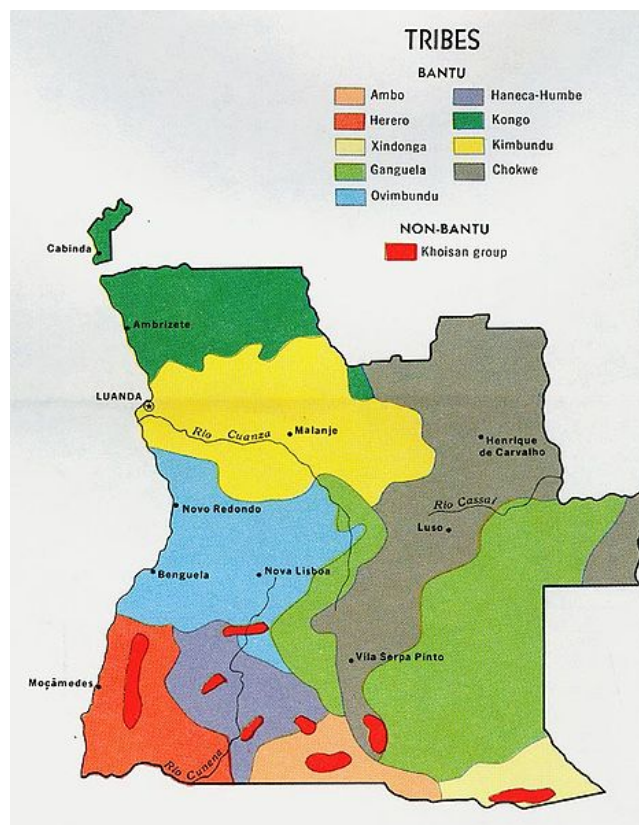 TRIBES
BANTU
Ambo
Herero
Xindonga
Ganguela
Ovimbundu
Haneca-Humbe
Kongo
Kimbundu
Chokwe
NON-BANTU
Khoisan group
Cabinda
Ambrizete
LUANDA
Rio Cuanza
Malanje
Henrique
de Carvalho
Rio Cassai
Novo Redondo
Luso
Benguela
Nova Lisboa
Vila Serpa Pinto
Moçâmedes
Rio Cunena